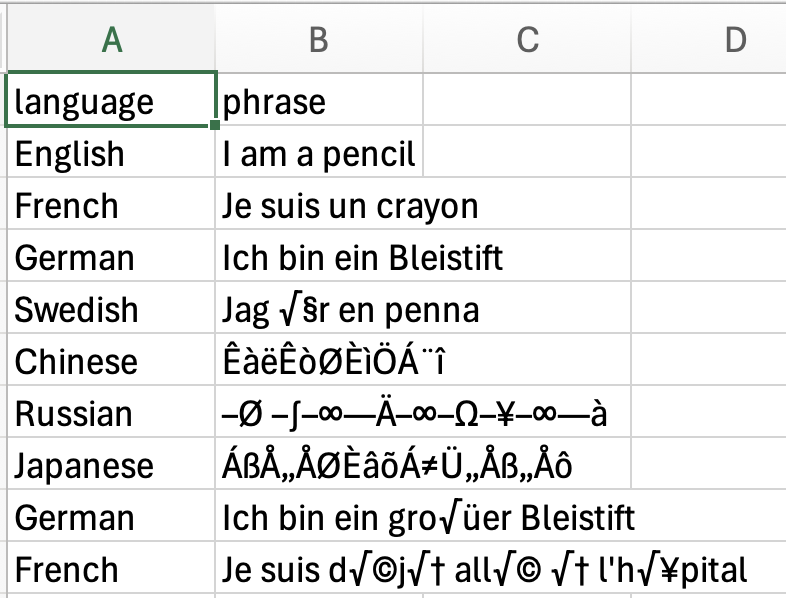 A B C D
language phrase
English I am a pencil
French Je suis un crayon
German Ich bin ein Bleistift
Swedish Jag √§r en penna
Chinese ÊàëÊòØÈìÖÁ¨î
Russian –Ø –∫–∞—Ä–∞–Ω–¥–∞—à
Japanese ÁßÅ„ÅØÈâõÁ≠Ü„Åß„Åô
German Ich bin ein gro√üer Bleistift
French Je suis d√©j√† all√© √† l'h√¥pital